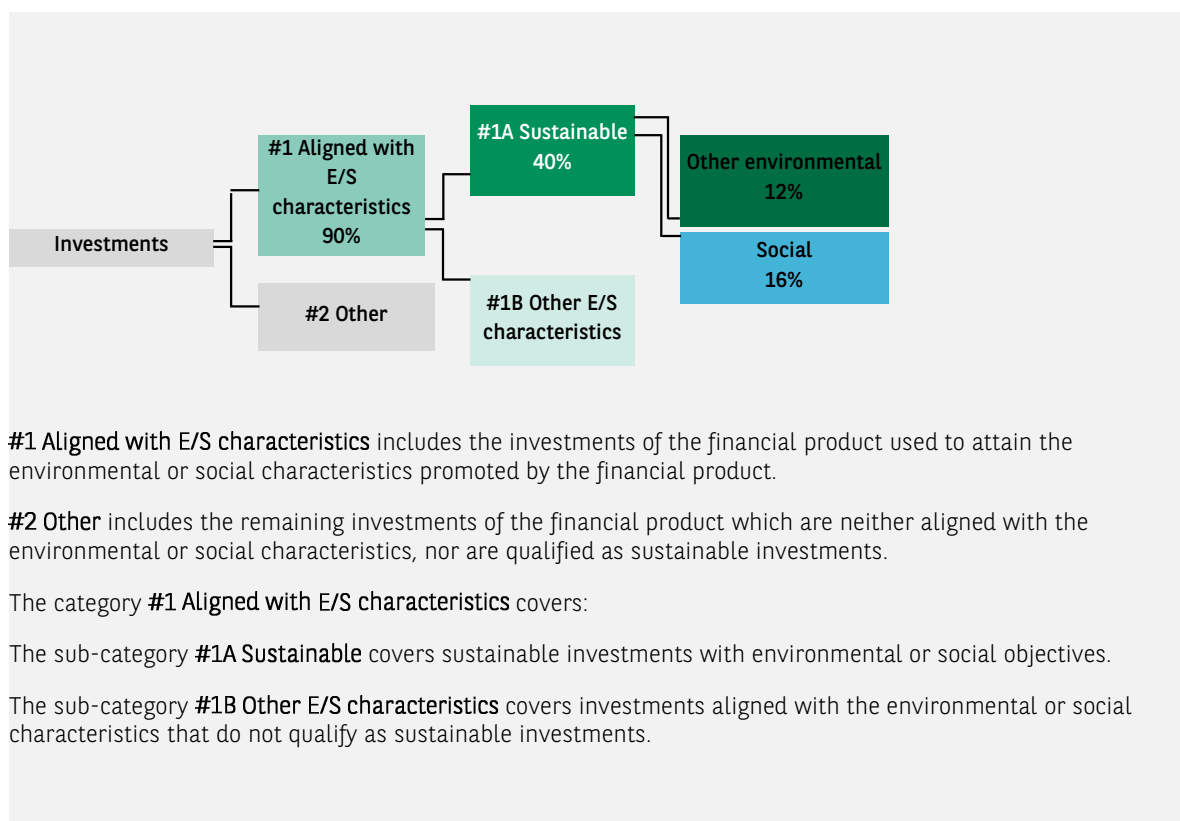 #1A Sustainable
40%
#1 Aligned with
E/S
characteristics
90%
Other environmental
12%
Investments
Social
16%
#2 Other
#1B Other E/S
characteristics
#1 Aligned with E/S characteristics includes the investments of the financial product used to attain the
environmental or social characteristics promoted by the financial product.
#2 Other includes the remaining investments of the financial product which are neither aligned with the
environmental or social characteristics, nor are qualified as sustainable investments.
The category #1 Aligned with E/S characteristics covers:
The sub-category #1A Sustainable covers sustainable investments with environmental or social objectives.
The sub-category #1B Other E/S characteristics covers investments aligned with the environmental or social
characteristics that do not qualify as sustainable investments.